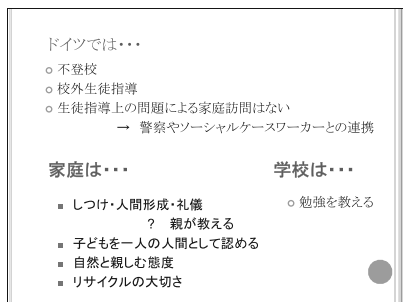 ドイツでは・・・
不登校
校外生徒指導
生徒指導上の問題による家庭訪問はない
→ 警察やソーシャルケースワーカーとの連携
家庭は・・・
学校は・・・
しつけ・人間形成・礼儀
勉強を教える
? 親が教える
子どもを一人の人間として認める
自然と親しむ態度
リサイクルの大切さ